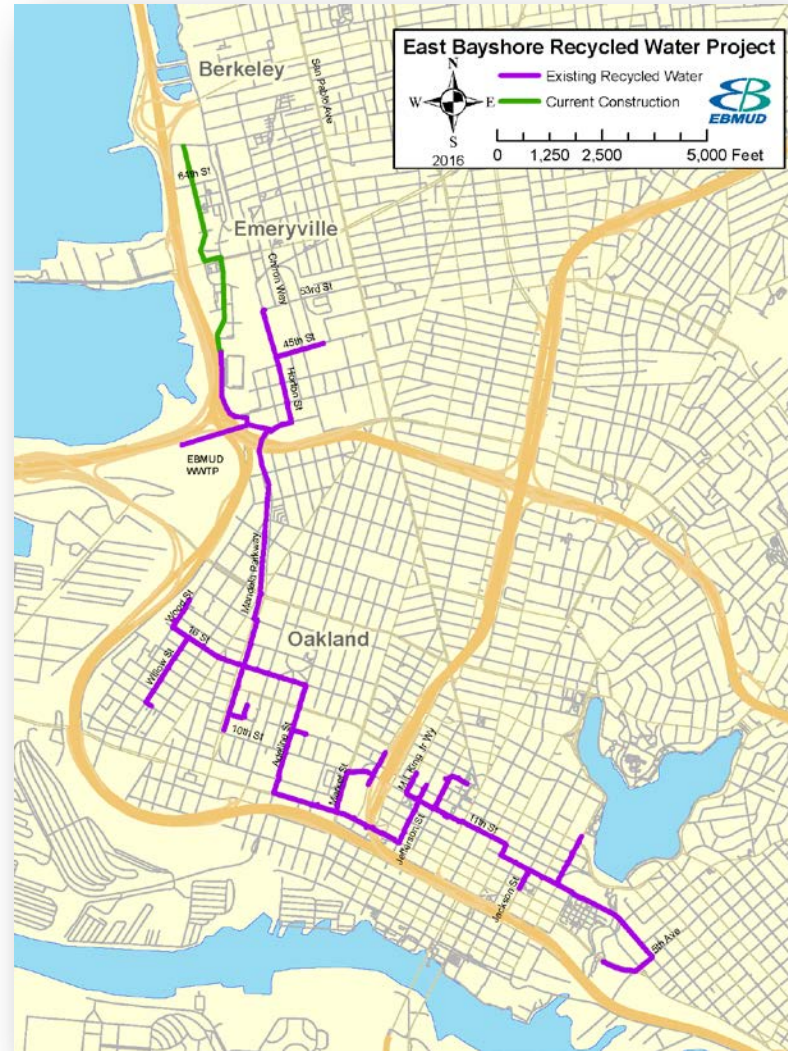 East Bayshore Recycled Water Project
N
W E
S
2016
Existing Recycled Water
Current Construction
EBMUD
0 1,250 2,500 5,000 Feet
Berkeley
San Pablo Ave
64th St
Emeryville
Chiron Way
53rd St
45th St
Horton St
EBMUD
WWTP
Mandela Parkway
Wood St
16 St
Oakland
Willow St
10th St
Adeline St
Market St
M L King Jr Wy
Jefferson St
11th St
Jackson St
5th Ave